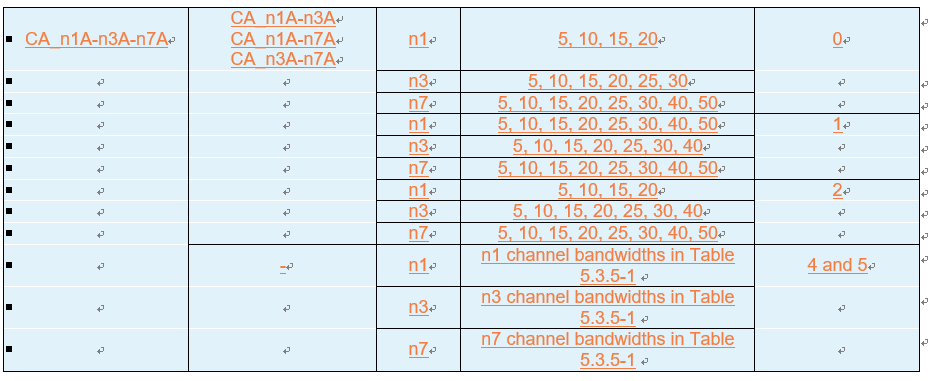 CA_n1A-n3A-n7A
CA_n1A-n3A
CA_n1A-n7A
CA_n3A-n7A
n1
5, 10, 15, 20
0
n3
5, 10, 15, 20, 25, 30
n7
5, 10, 15, 20, 25, 30, 40, 50
n1
5, 10, 15, 20, 25, 30, 40, 50
1
n3
5, 10, 15, 20, 25, 30, 40
n7
5, 10, 15, 20, 25, 30, 40, 50
n1
5, 10, 15, 20
2
n3
5, 10, 15, 20, 25, 30, 40
n7
5, 10, 15, 20, 25, 30, 40, 50
-
n1
n1 channel bandwidths in Table
5.3.5-1
4 and 5
n3
n3 channel bandwidths in Table
5.3.5-1
n7
n7 channel bandwidths in Table
5.3.5-1